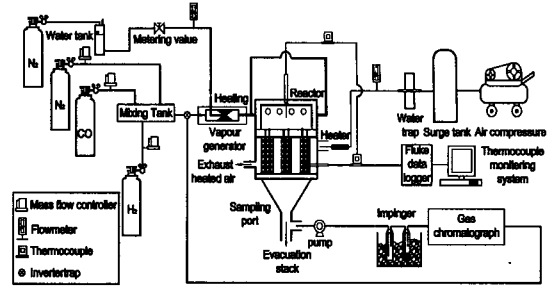 Water tank
Metering value
N₂
N₂
CO
Mixing Tank
H₂
Heating
Vapour
generator
Reactor
Heater
Exhaust
heated air
Sampling
port
Evacuation
stack
pump
Impinger
Gas
chromatograph
Water
trap
Surge tank
Air compressure
Fluke
data
logger
Thermocouple
monitering
system
Mass flow controller
Flowmeter
Thermocouple
Invertertrap